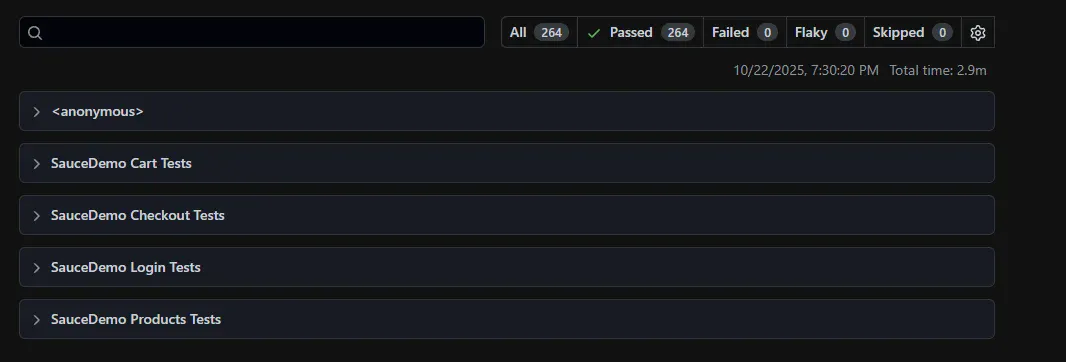 All 264 Passed 264 Failed 0 Flaky 0 Skipped 0
10/22/2025, 7:30:20 PM Total time: 2.9m
<anonymous>
SauceDemo Cart Tests
SauceDemo Checkout Tests
SauceDemo Login Tests
SauceDemo Products Tests